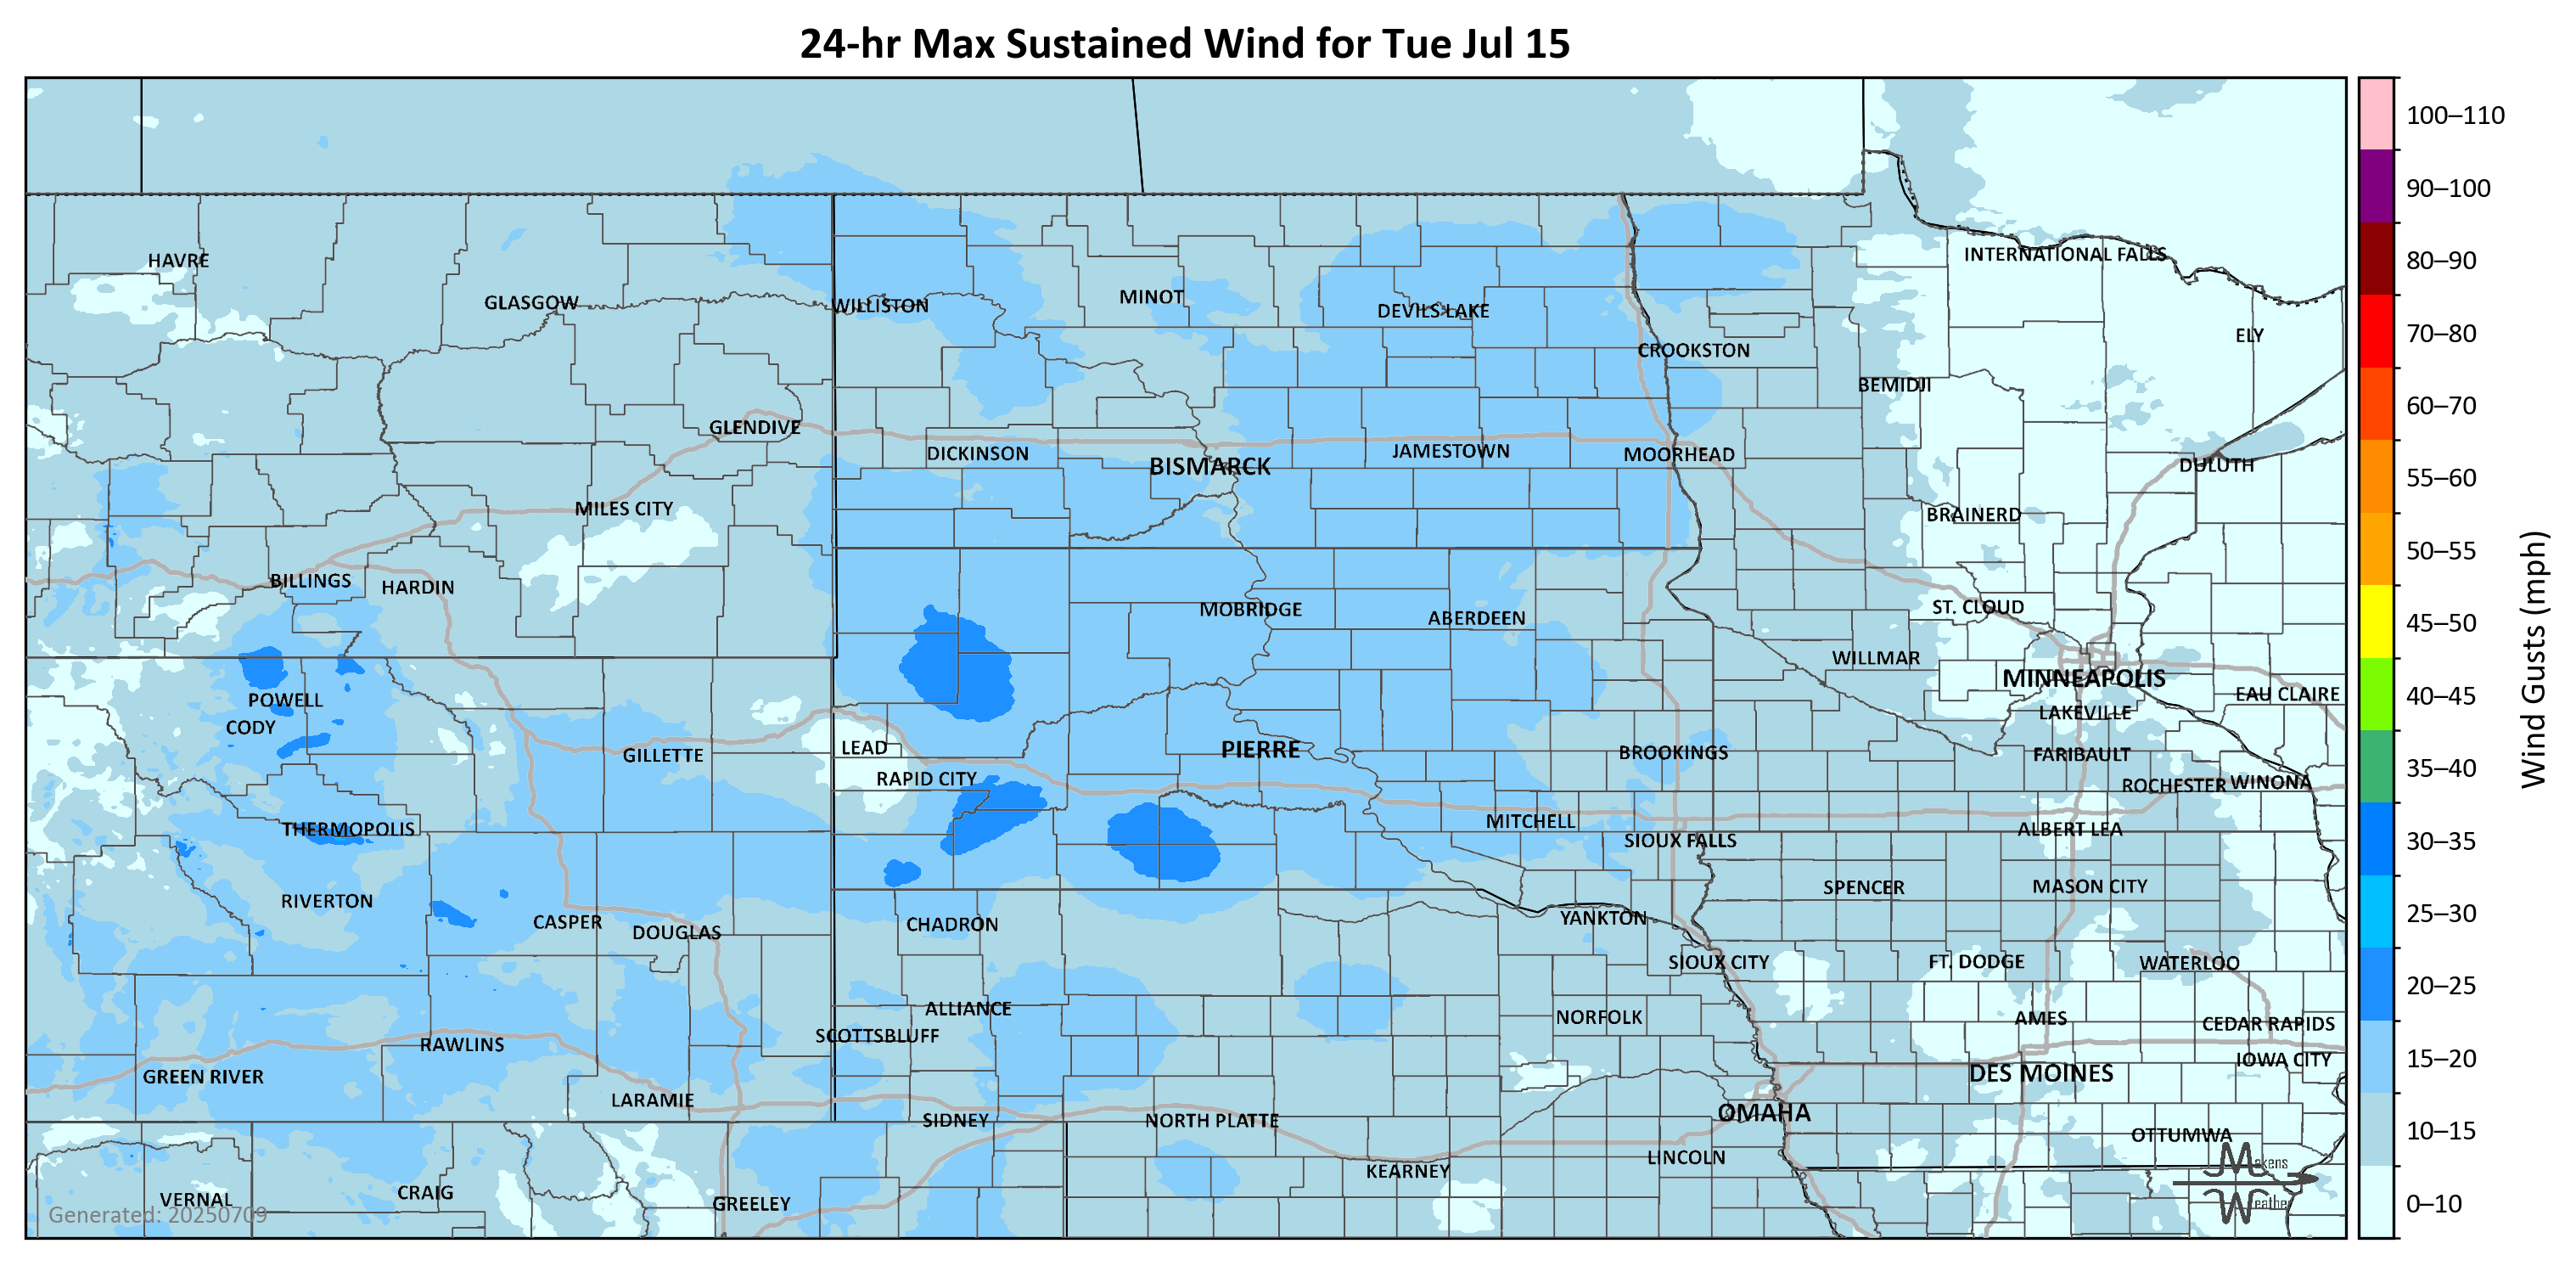 24-hr Max Sustained Wind for Tue Jul 15
100–110
90–100
80–90
70–80
60–70
55–60
50–55
45–50
40–45
35–40
30–35
25–30
20–25
15–20
10–15
0–10
Wind Gusts (mph)
HAVRE
INTERNATIONAL FALLS
GLASGOW
WILLISTON
MINOT
DEVILS LAKE
ELY
CROOKSTON
BEMIDJI
GLENDIVE
DICKINSON
BISMARCK
JAMESTOWN
MOORHEAD
DULUTH
MILES CITY
BRAINERD
BILLINGS
HARDIN
MOBRIDGE
ABERDEEN
ST. CLOUD
WILLMAR
MINNEAPOLIS
POWELL
EAU CLAIRE
CODY
LAKEVILLE
GILLETTE
LEAD
PIERRE
BROOKINGS
FARIBAULT
RAPID CITY
ROCHESTER
WINONA
THERMOPOLIS
MITCHELL
ALBERT LEA
SIOUX FALLS
RIVERTON
SPENCER
MASON CITY
CASPER
DOUGLAS
CHADRON
YANKTON
SIOUX CITY
FT. DODGE
WATERLOO
ALLIANCE
SCOTTSBLUFF
NORFOLK
AMES
CEDAR RAPIDS
RAWLINS
IOWA CITY
GREEN RIVER
DES MOINES
LARAMIE
SIDNEY
NORTH PLATTE
OMAHA
OTTUMWA
KEARNEY
LINCOLN
VERNAL
CRAIG
GREELEY
Generated: 20250709
Makens
Weather